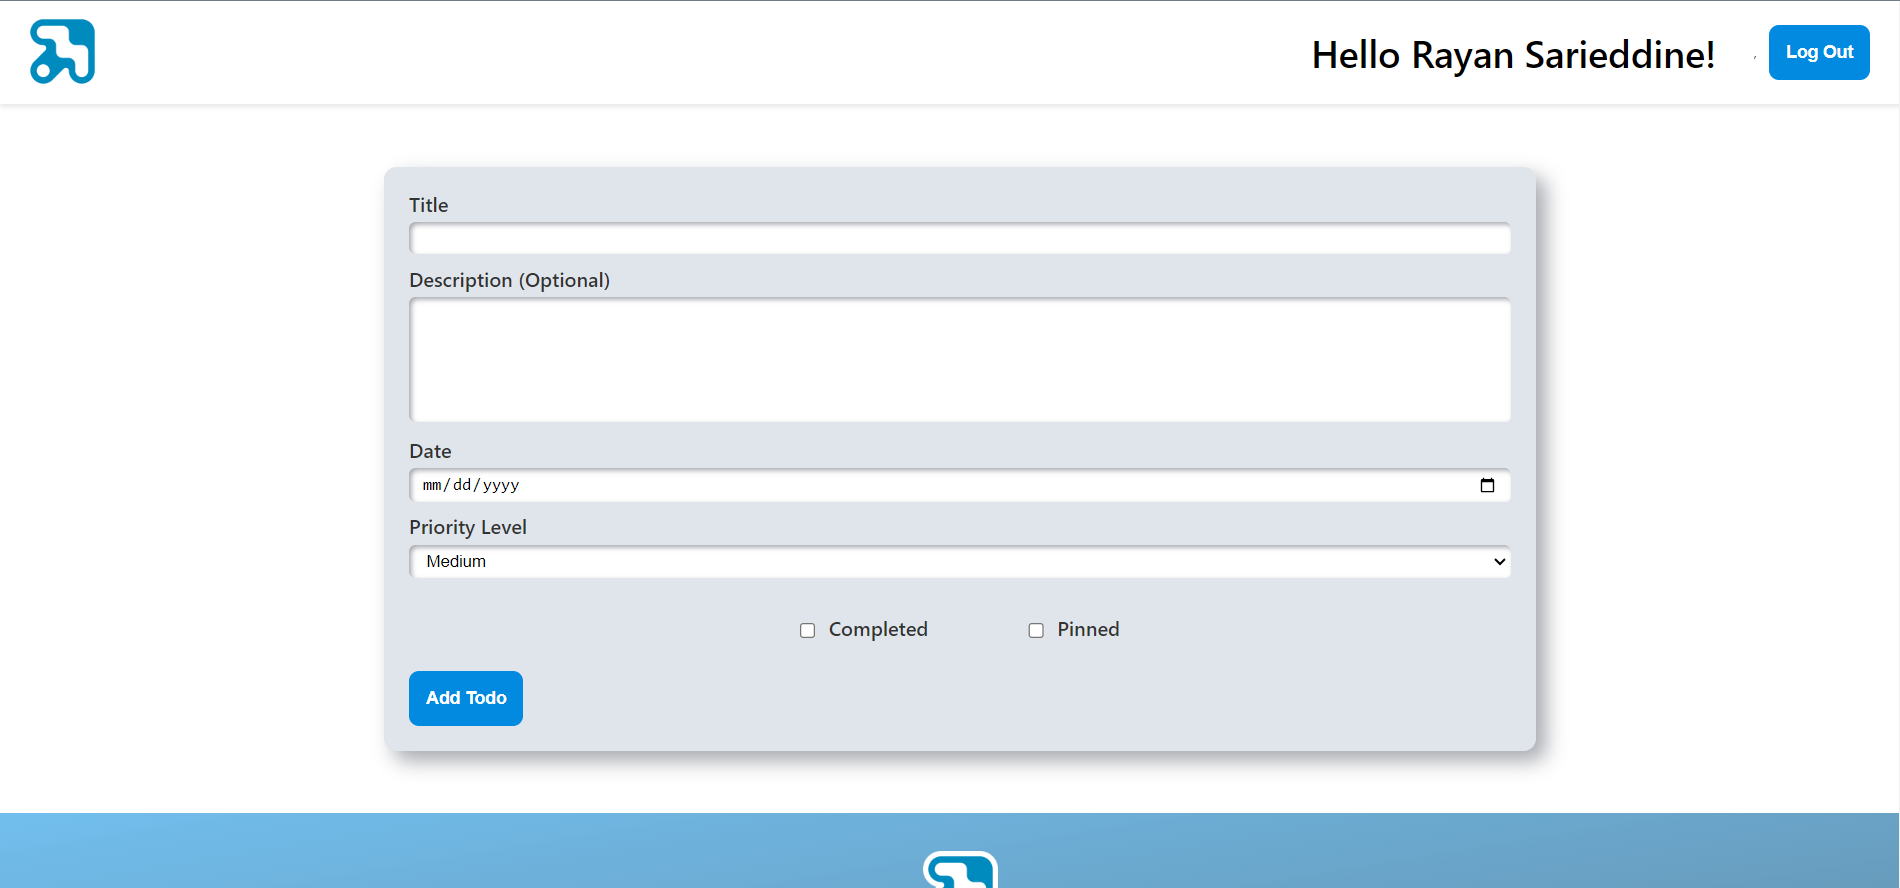 Hello Rayan Sarieddine!
Log Out
Title
Description (Optional)
Date
mm/dd/yyyy
Priority Level
Medium
Completed Pinned
Add Todo